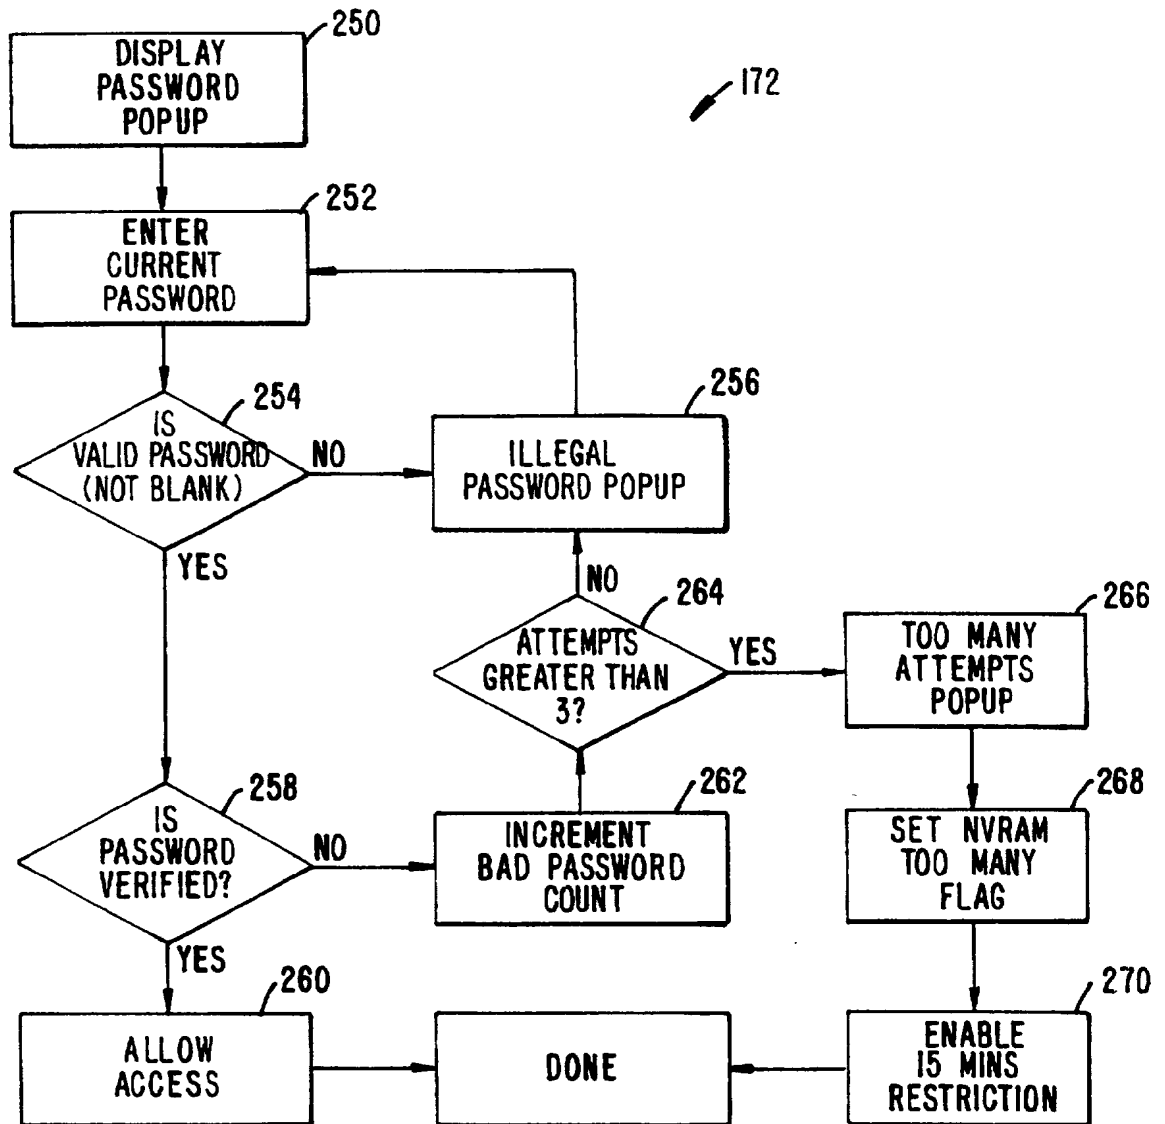 250
DISPLAY
PASSWORD
POPUP
172
252
ENTER
CURRENT
PASSWORD
254
IS
VALID PASSWORD
(NOT BLANK)
NO
YES
256
ILLEGAL
PASSWORD POPUP
NO
264
ATTEMPTS
GREATER THAN
3?
YES
266
TOO MANY
ATTEMPTS
POPUP
258
IS
PASSWORD
VERIFIED?
NO
YES
262
INCREMENT
BAD PASSWORD
COUNT
268
SET NVRAM
TOO MANY
FLAG
260
ALLOW
ACCESS
DONE
270
ENABLE
15 MINS
RESTRICTION